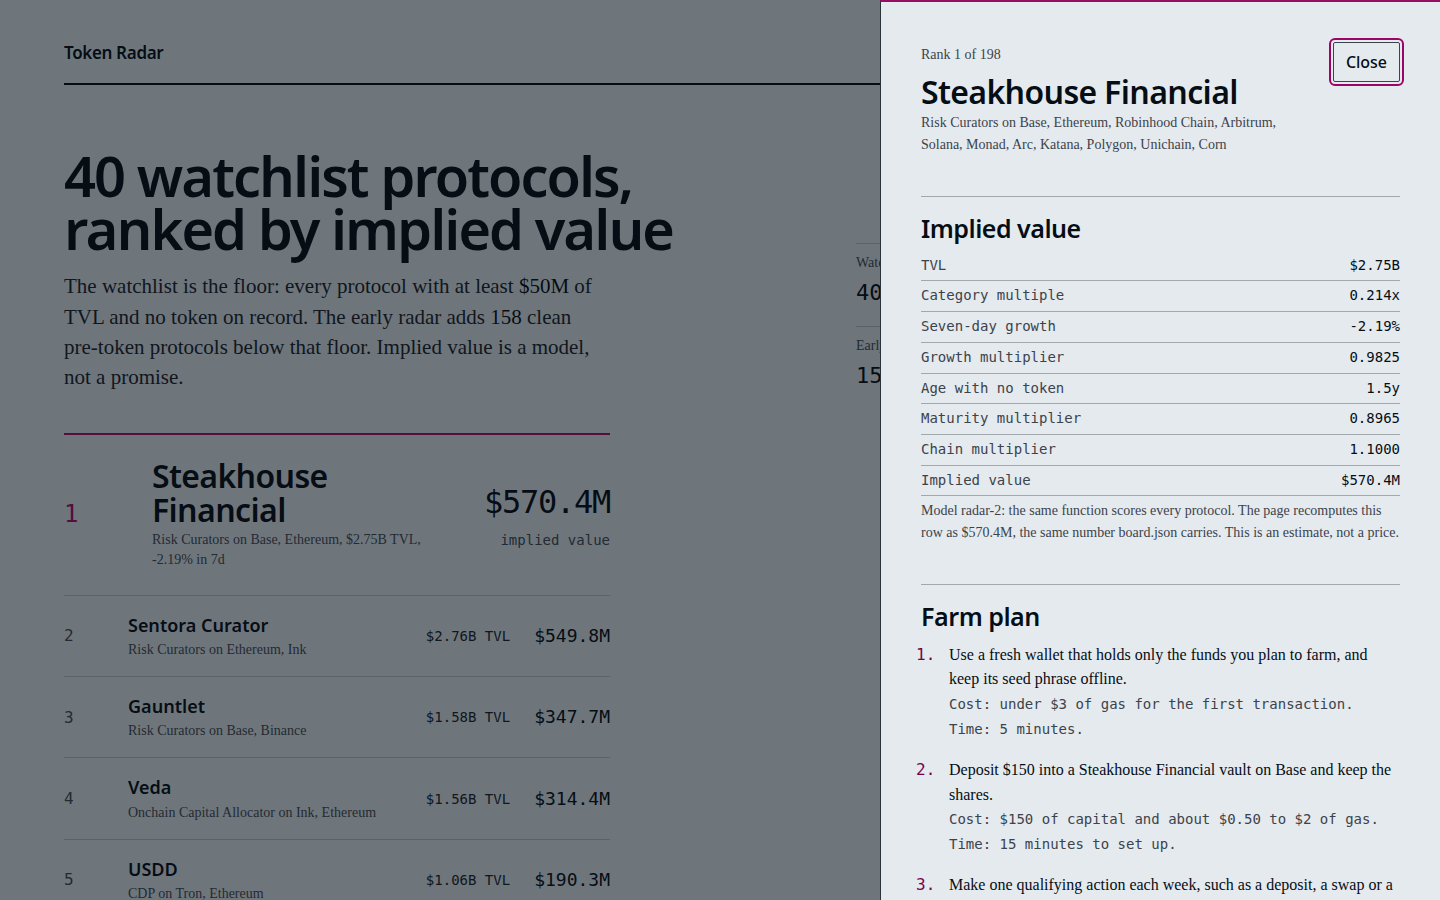 Token Radar
40 watchlist protocols,
ranked by implied value
The watchlist is the floor: every protocol with at least $50M of
TVL and no token on record. The early radar adds 158 clean
pre-token protocols below that floor. Implied value is a model,
not a promise.
40
15
1
Steakhouse
Financial
Risk Curators on Base, Ethereum, $2.75B TVL,
-2.19% in 7d
$570.4M
implied value
2
Sentora Curator
Risk Curators on Ethereum, Ink
$2.76B TVL
$549.8M
3
Gauntlet
Risk Curators on Base, Binance
$1.58B TVL
$347.7M
4
Veda
Onchain Capital Allocator on Ink, Ethereum
$1.56B TVL
$314.4M
5
USDD
CDP on Tron, Ethereum
$1.06B TVL
$190.3M
Rank 1 of 198
Close
Steakhouse Financial
Risk Curators on Base, Ethereum, Robinhood Chain, Arbitrum,
Solana, Monad, Arc, Katana, Polygon, Unichain, Corn
Implied value
TVL $2.75B
Category multiple 0.214x
Seven-day growth -2.19%
Growth multiplier 0.9825
Age with no token 1.5y
Maturity multiplier 0.8965
Chain multiplier 1.1000
Implied value $570.4M
Model radar-2: the same function scores every protocol. The page recomputes this
row as $570.4M, the same number board.json carries. This is an estimate, not a price.
Farm plan
1. Use a fresh wallet that holds only the funds you plan to farm, and
keep its seed phrase offline.
Cost: under $3 of gas for the first transaction.
Time: 5 minutes.
2. Deposit $150 into a Steakhouse Financial vault on Base and keep the
shares.
Cost: $150 of capital and about $0.50 to $2 of gas.
Time: 15 minutes to set up.
3. Make one qualifying action each week, such as a deposit, a swap or a